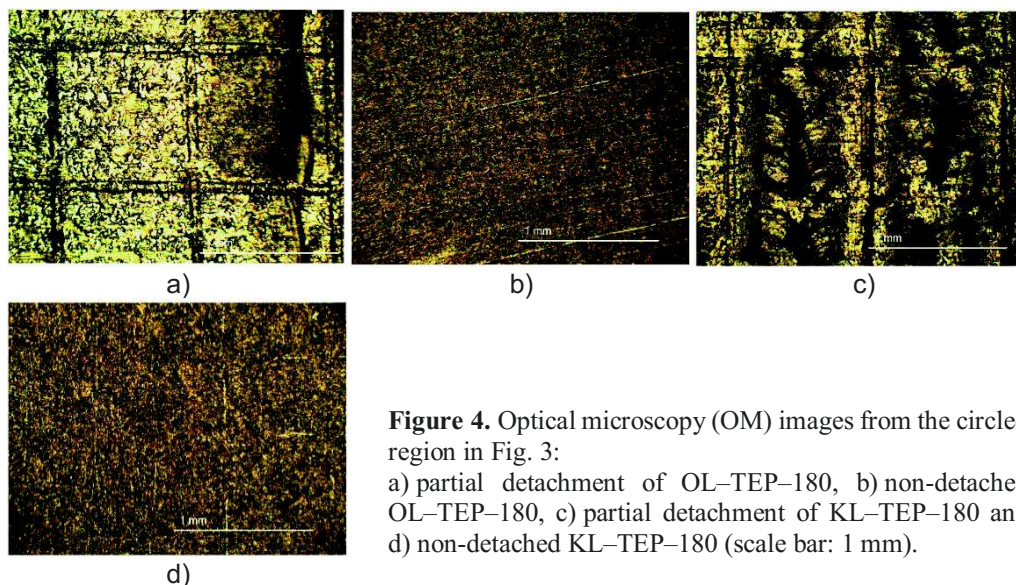 1 mm
a)
b)
c)
1 mm
d)
Figure 4. Optical microscopy (OM) images from the circle
region in Fig. 3:
a) partial detachment of OL–TEP–180, b) non-detache
OL–TEP–180, c) partial detachment of KL–TEP–180 an
d) non-detached KL–TEP–180 (scale bar: 1 mm).